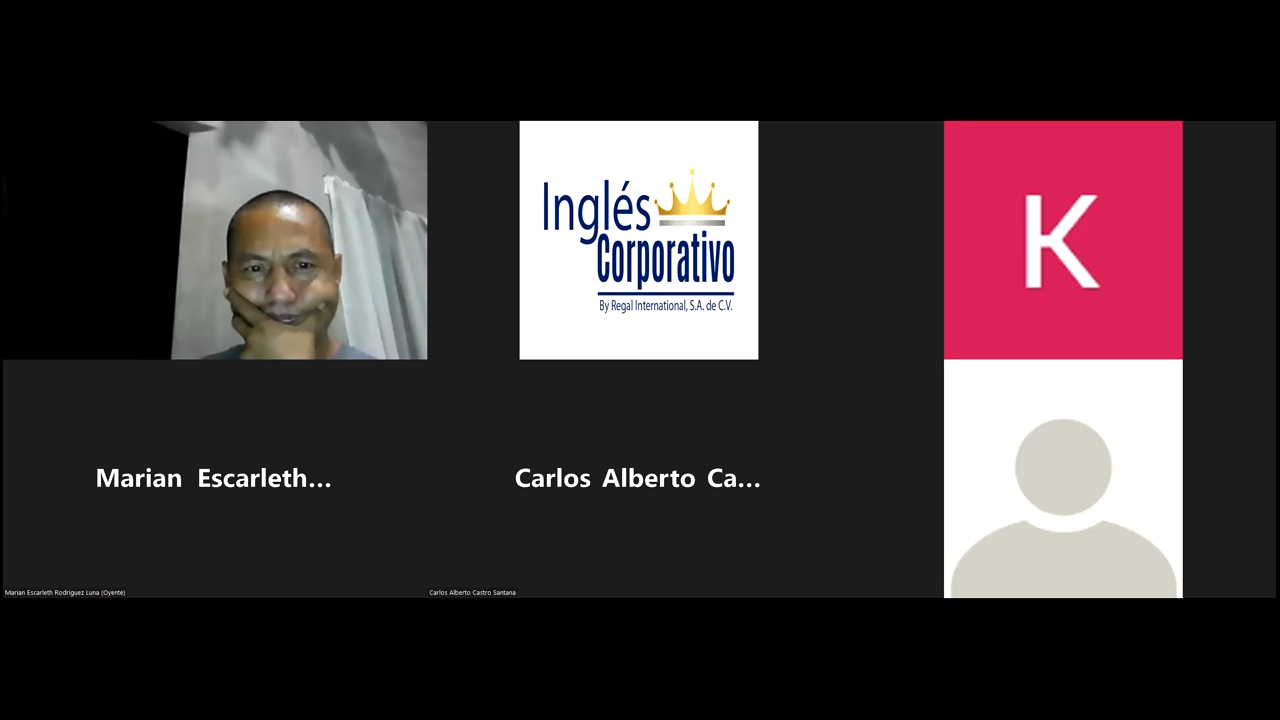 Inglés
Corporativo
By Regal International, S.A. de C.V.
K
Marian Escarleth...
Carlos Alberto Ca...
Marian Escarleth Rodriguez Luna (Oyente)
Carlos Alberto Castro Santana